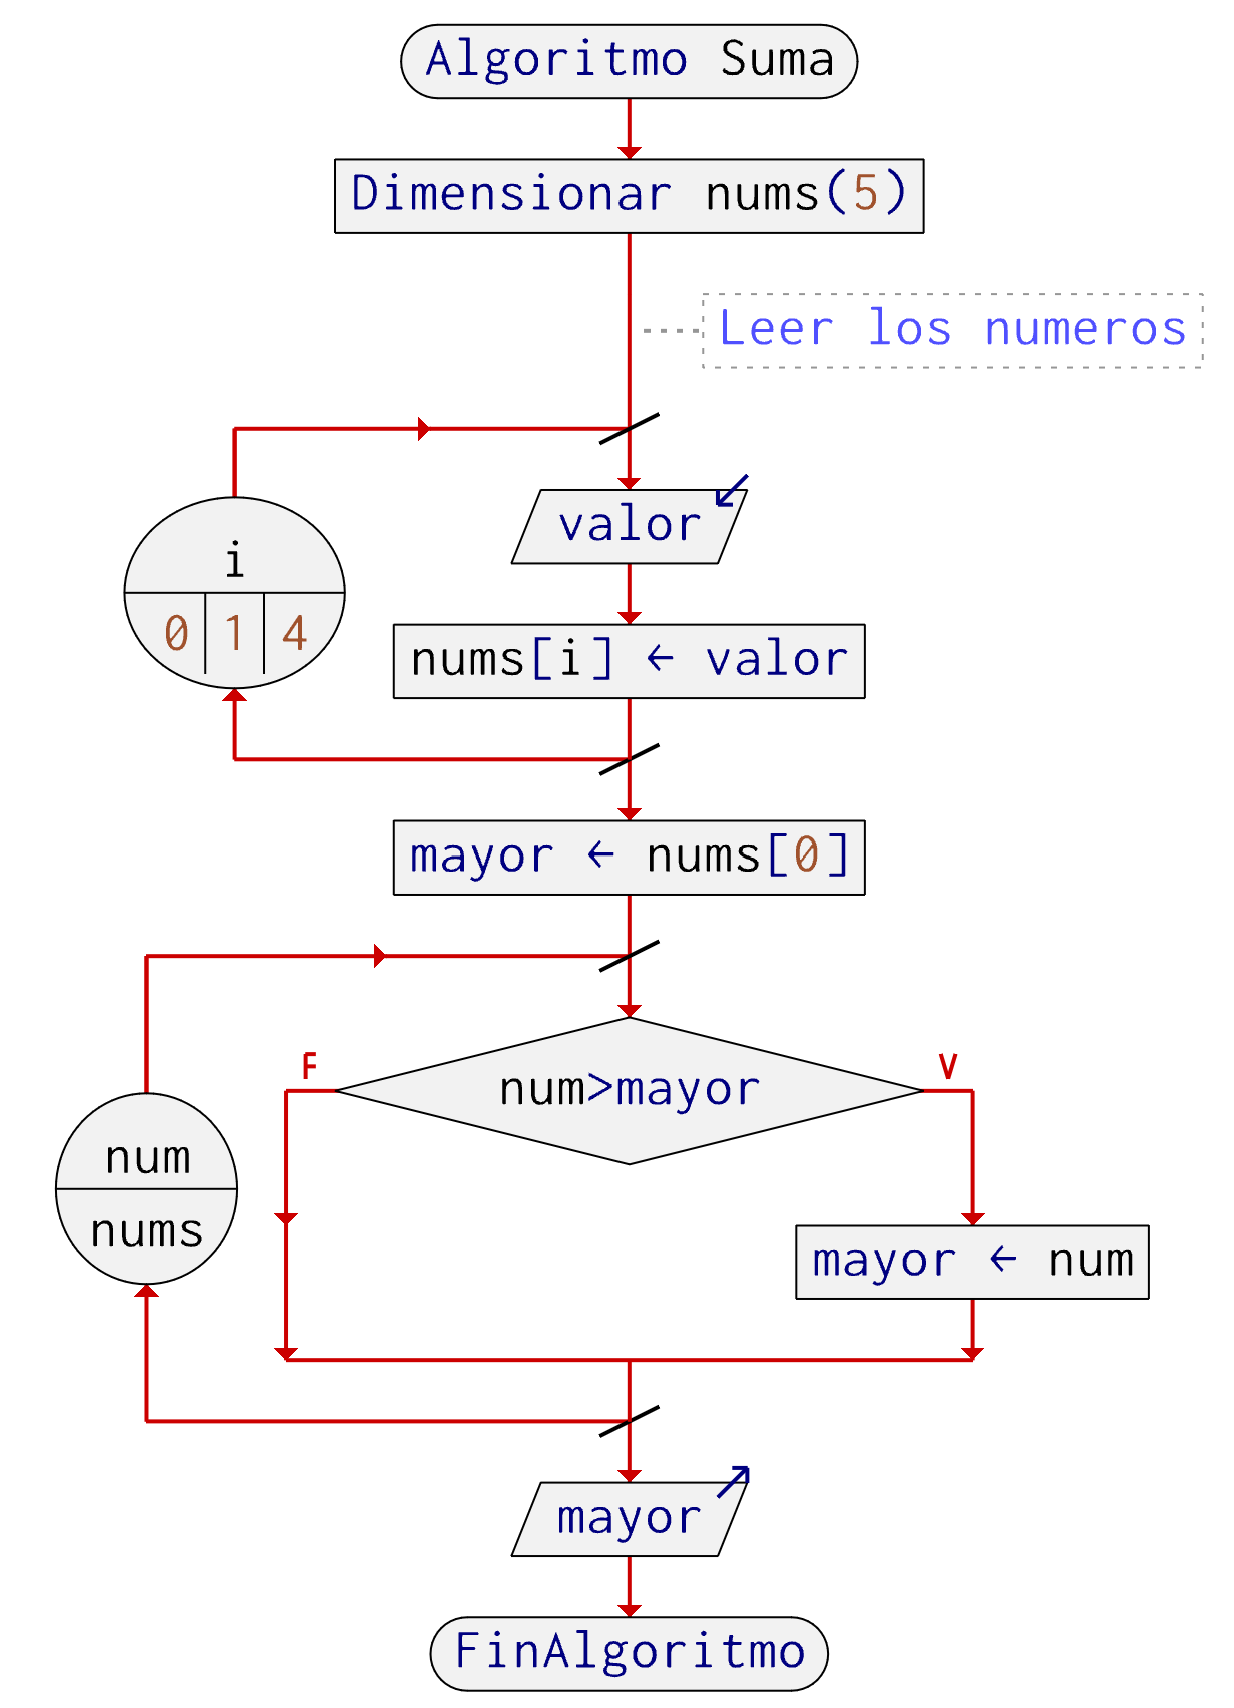 Algoritmo Suma
Dimensionar nums(5)
Leer los numeros
valor
i
0 1 4
nums[i] ← valor
mayor ← nums[0]
F
V
num>mayor
num
nums
mayor ← num
mayor
FinAlgoritmo